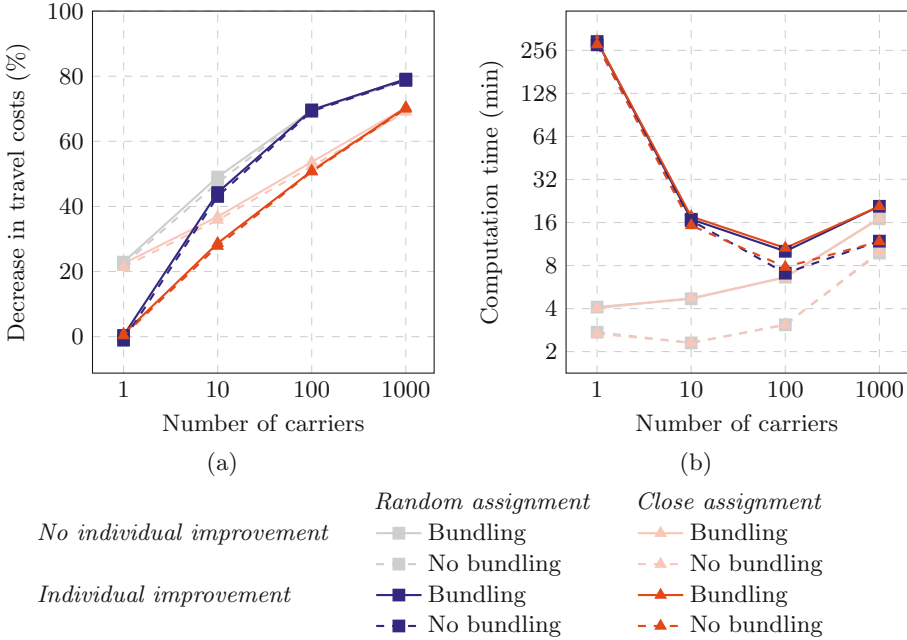 Decrease in travel costs (%)
100
80
60
40
20
0
1 10 100 1000
Number of carriers
(a)
Computation time (min)
256
128
64
32
16
8
4
2
1 10 100 1000
Number of carriers
(b)
Random assignment Close assignment
No individual improvement Bundling Bundling
No bundling No bundling
Individual improvement Bundling Bundling
No bundling No bundling